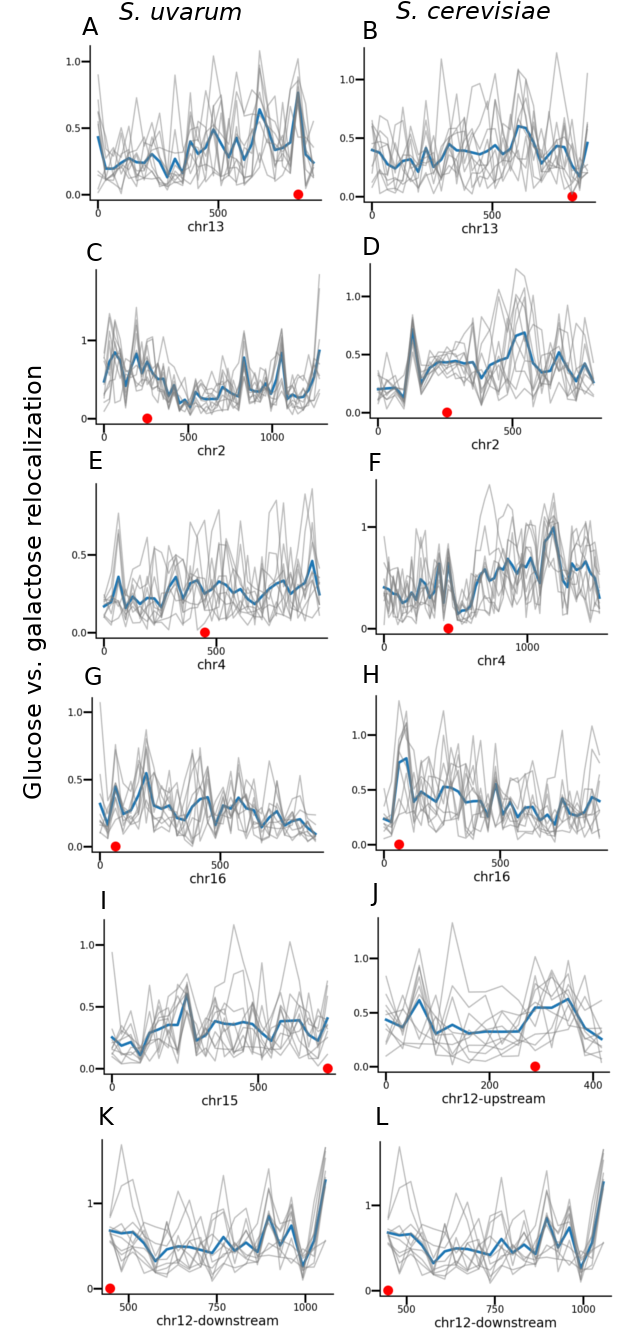 S. uvarum S. cerevisiae
A B
1.0 1.0
0.5 0.5
0.0 0.0
0 500 0 500
chr13 chr13
C D
1 1.0
0.5
0 0.0
0 500 1000 0 500
chr2 chr2
Glucose vs. galactose relocalization
E F
0.5 1
0.0 0
0 500 0 1000
chr4 chr4
G H
1.0 1.0
0.5 0.5
0.0 0.0
0 500 0 500
chr16 chr16
I J
1.0 1.0
0.5 0.5
0.0 0.0
0 500 0 200 400
chr15 chr12-upstream
K L
1 1
0 0
500 750 1000 500 750 1000
chr12-downstream chr12-downstream